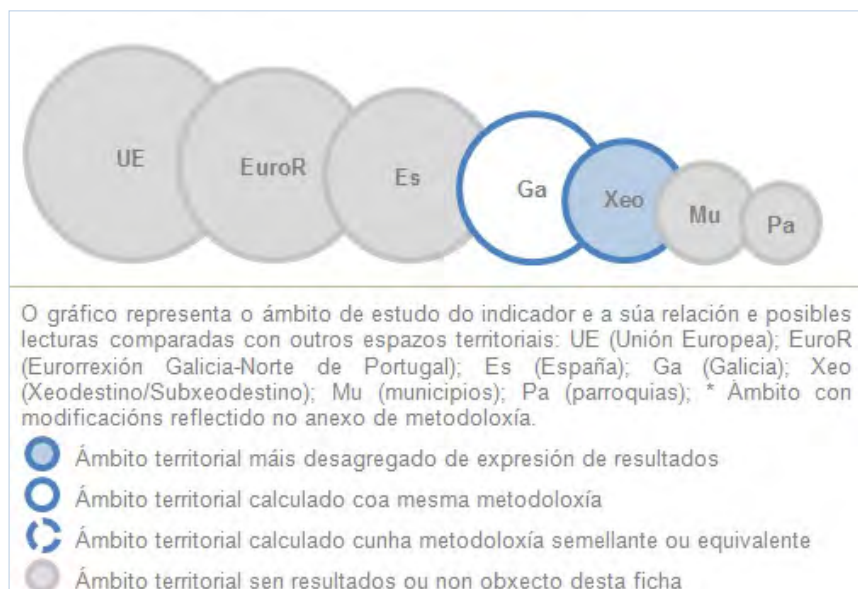 UE
EuroR
Es
Ga
Xeo
Mu
Pa
O gráfico representa o ámbito de estudo do indicador e a súa relación e posibles
lecturas comparadas con outros espazos territoriais: UE (Unión Europea); EuroR
(Eurorrexión Galicia-Norte de Portugal); Es (España); Ga (Galicia); Xeo
(Xeodestino/Subxeodestino); Mu (municipios); Pa (parroquias); * Ámbito con
modificacións reflectido no anexo de metodoloxía.
Ámbito territorial máis desagregado de expresión de resultados
Ámbito territorial calculado coa mesma metodoloxía
Ámbito territorial calculado cunha metodoloxía semellante ou equivalente
Ámbito territorial sen resultados ou non obxecto desta ficha